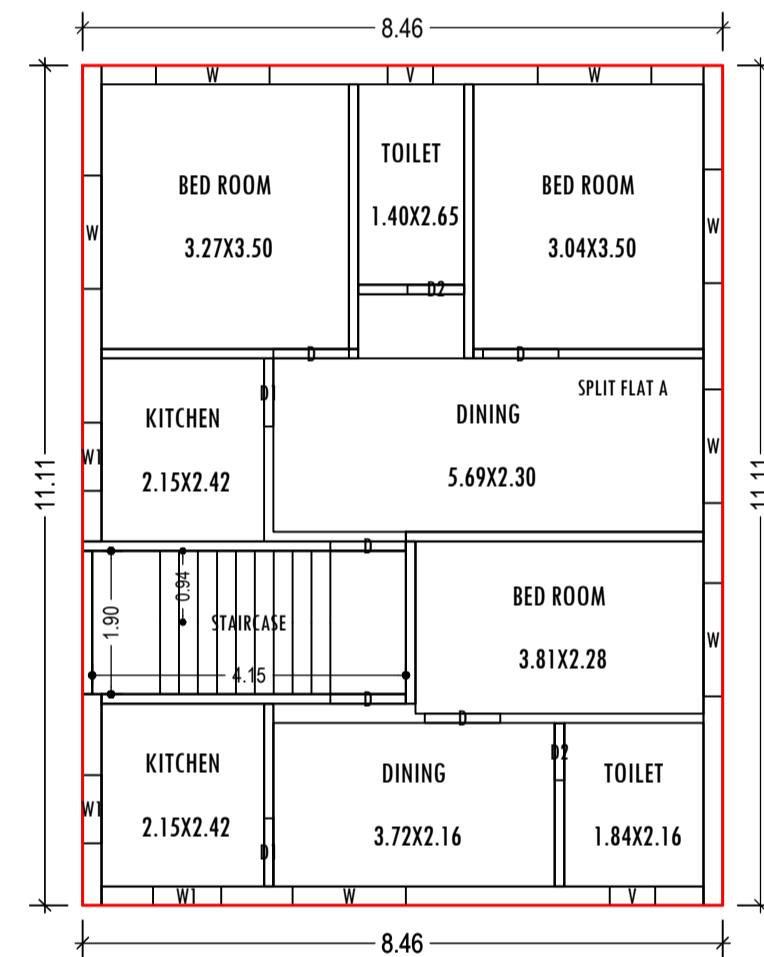 8.46
W V W
TOILET
BED ROOM BED ROOM
1.40X2.65
W W
3.27X3.50 3.04X3.50
D2
D D
SPLIT FLAT A
D1
KITCHEN DINING
W1 W
2.15X2.42 5.69X2.30
11.11 11.11
D
0.94
BED ROOM
1.90
STAIRCASE
W
3.81X2.28
4.15
D
D
D2
KITCHEN DINING TOILET
W1
2.15X2.42 3.72X2.16 1.84X2.16
D1
W1 W V
8.46